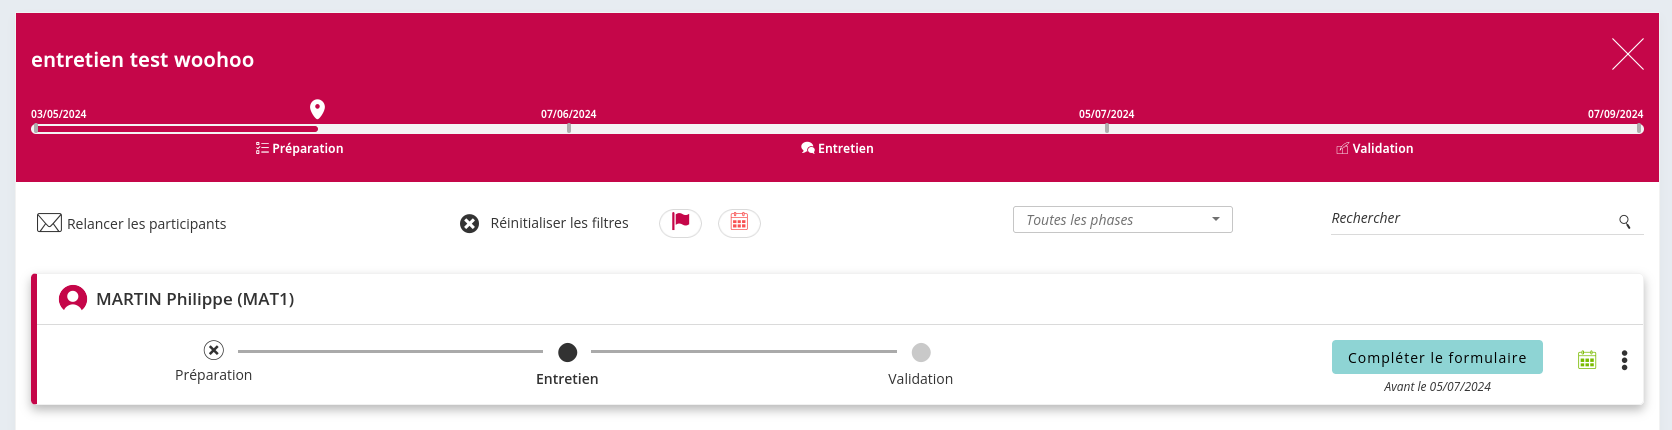 entretien test woohoo
03/05/2024 07/06/2024 05/07/2024 07/09/2024
Préparation Entretien Validation
Relancer les participants Réinitialiser les filtres Toutes les phases Rechercher
MARTIN Philippe (MAT1)
Préparation Entretien Validation Compléter le formulaire
Avant le 05/07/2024